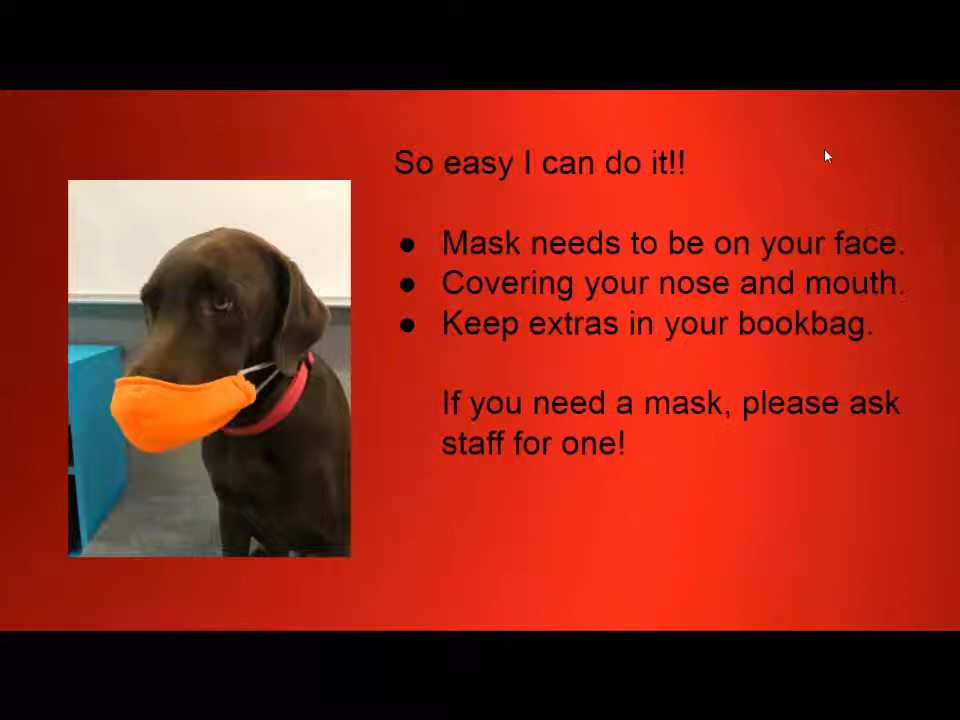 So easy I can do it!!
● Mask needs to be on your face.
● Covering your nose and mouth.
● Keep extras in your bookbag.
If you need a mask, please ask
staff for one!